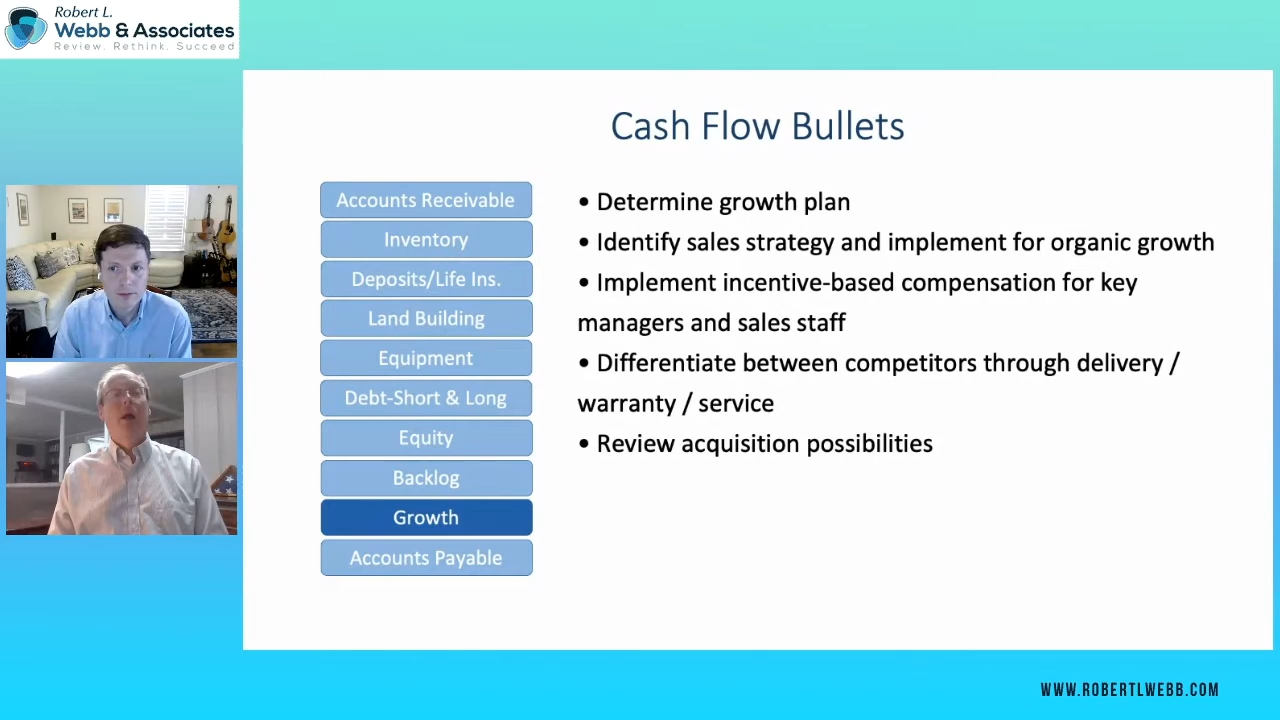 Robert L.
Webb & Associates
Review. Rethink. Succeed
Cash Flow Bullets
Accounts Receivable
Inventory
Deposits/Life Ins.
Land Building
Equipment
Debt-Short & Long
Equity
Backlog
Growth
Accounts Payable
• Determine growth plan
• Identify sales strategy and implement for organic growth
• Implement incentive-based compensation for key
managers and sales staff
• Differentiate between competitors through delivery /
warranty / service
• Review acquisition possibilities
WWW.ROBERTLWEBB.COM